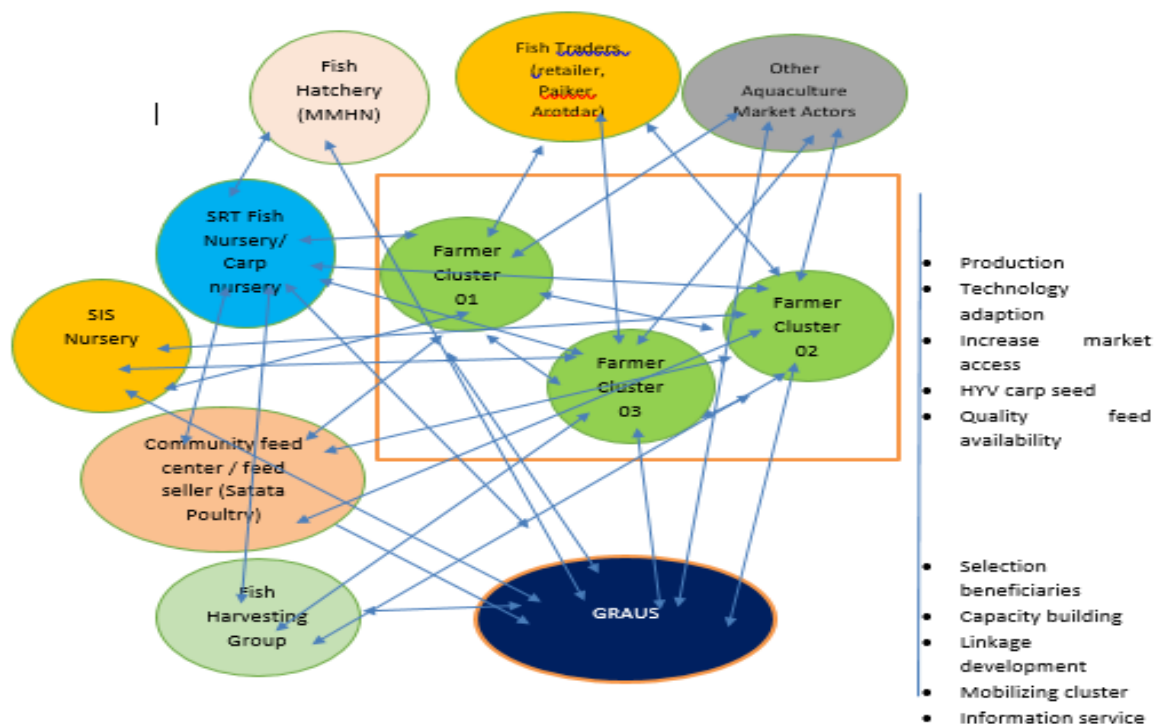 Fish
Hatchery
(MMHN)
Fish Traders
(retailer,
Paiker,
Arotdar)
Other
Aquaculture
Market Actors
SRT Fish
Nursery/
Carp
nursery
Farmer
Cluster
01
Farmer
Cluster
02
Farmer
Cluster
03
SIS
Nursery
Community feed
center / feed
seller (Satata
Poultry)
Fish
Harvesting
Group
GRAUS
• Production
• Technology
adaption
• Increase market
access
• HYV carp seed
• Quality feed
availability
• Selection
beneficiaries
• Capacity building
• Linkage
development
• Mobilizing cluster
• Information service